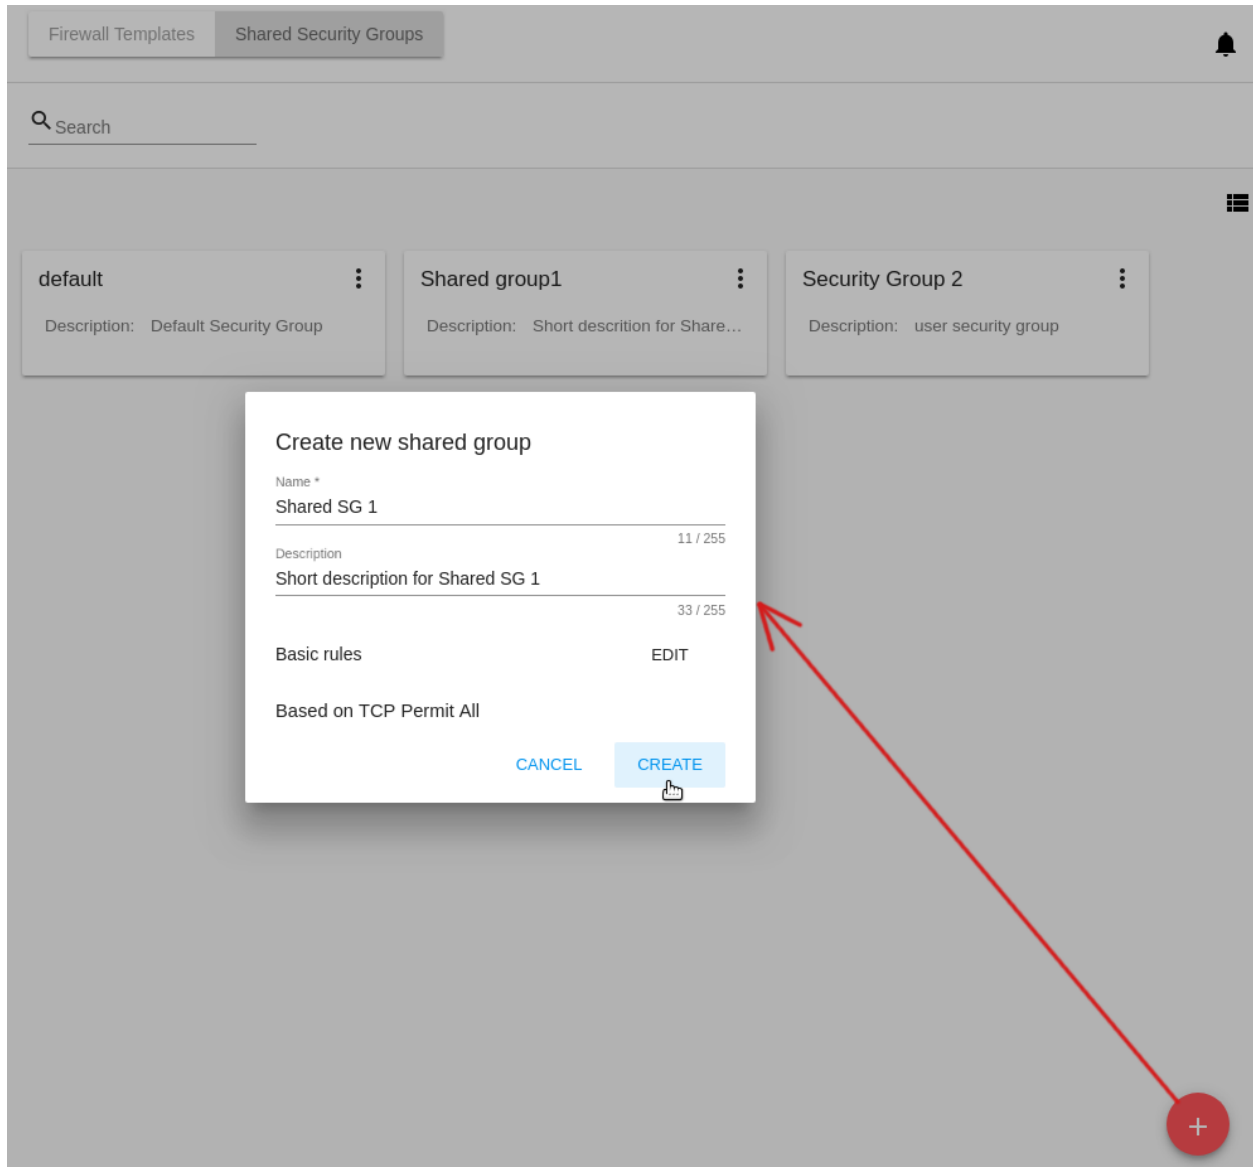 Firewall Templates Shared Security Groups
Search
default Shared group1 Security Group 2
Description: Default Security Group Description: Short descrition for Share… Description: user security group
Create new shared group
Name *
Shared SG 1
11 / 255
Description
Short description for Shared SG 1
33 / 255
Basic rules EDIT
Based on TCP Permit All
CANCEL CREATE